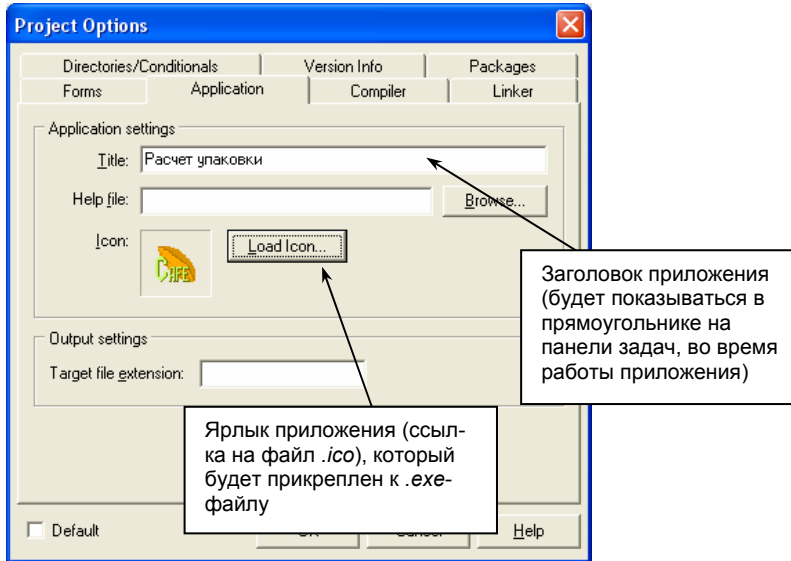 Project Options
Directories/Conditionals Version Info Packages
Forms Application Compiler Linker
Application settings
Title: Расчет упаковки
Help file: Browse...
Icon: CAFE Load Icon...
Заголовок приложения
(будет показываться в
прямоугольнике на
панели задач, во время
работы приложения)
Output settings
Target file extension:
Ярлык приложения (ссыл-
ка на файл .ico), который
будет прикреплен к .exe-
файлу
Default Help